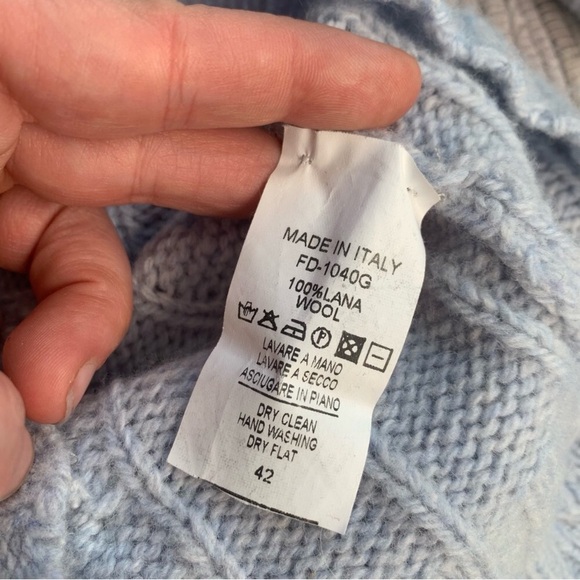 MADE IN ITALY
FD-1040G
100%LANA
WOOL
P
LAVARE A MANO
LAVARE A SECCO
ASCIUGARE IN PIANO
DRY CLEAN
HAND WASHING
DRY FLAT
42